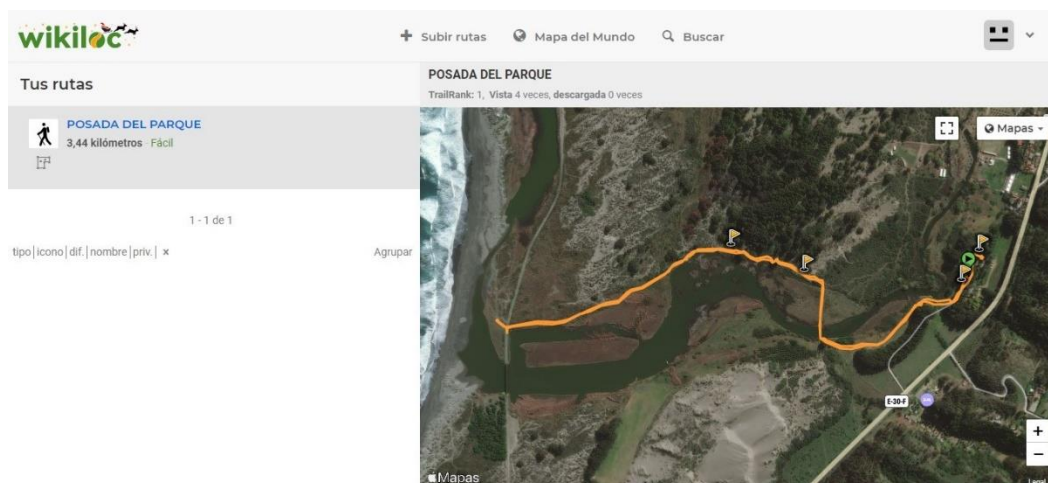 wikiloc
Subir rutas
Mapa del Mundo
Buscar
Tus rutas
POSADA DEL PARQUE
3,44 kilómetros · Fácil
1 - 1 de 1
tipo | icono | dif. | nombre | priv. | x
Agrupar
POSADA DEL PARQUE
TrailRank: 1, Vista 4 veces, descargada 0 veces
Mapas
E-30-F
+
−
Mapas
Legal